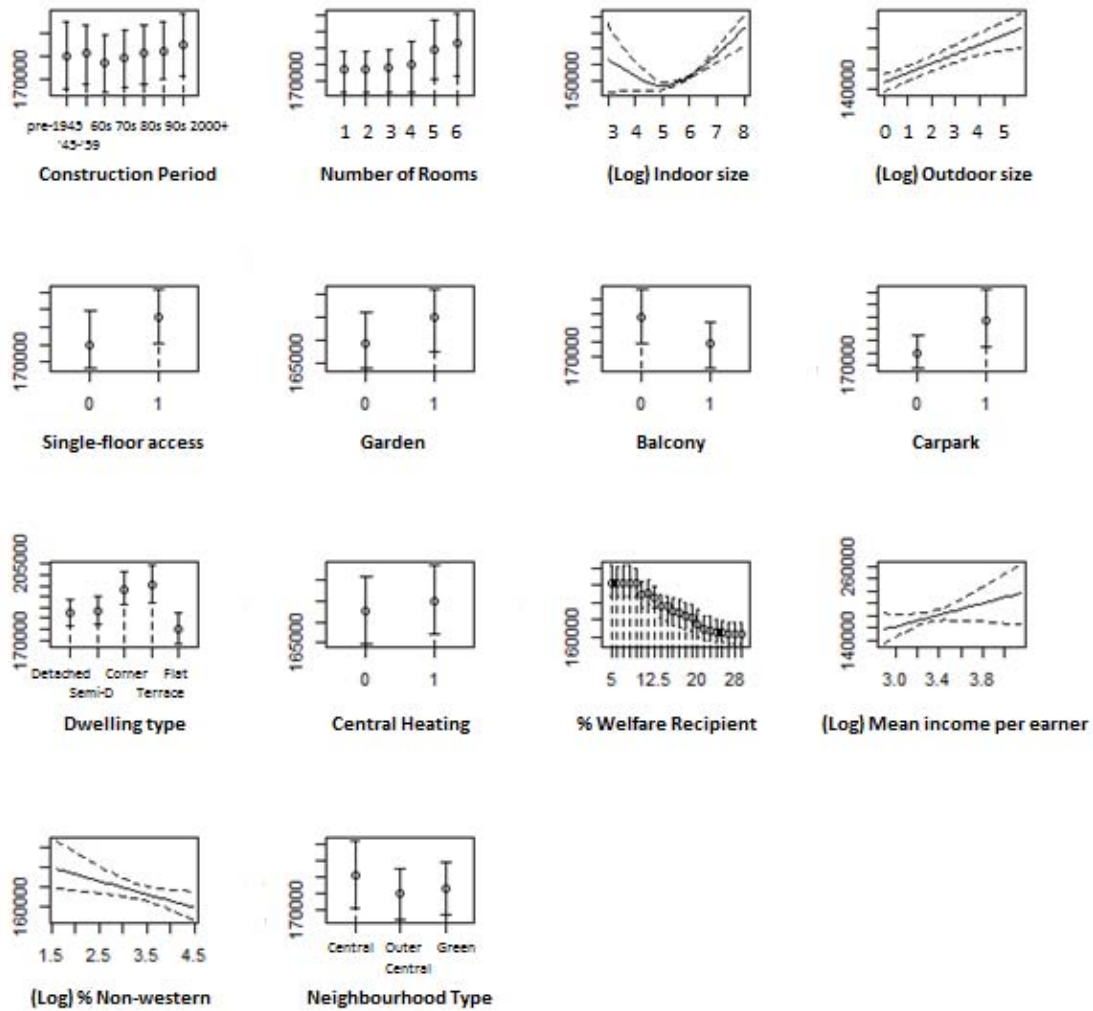 170000
pre-1945 60s 70s 80s 90s 2000+
'45-'59
Construction Period
170000
1 2 3 4 5 6
Number of Rooms
150000
3 4 5 6 7 8
(Log) Indoor size
140000
0 1 2 3 4 5
(Log) Outdoor size
170000
0 1
Single-floor access
165000
0 1
Garden
170000
0 1
Balcony
170000
0 1
Carpark
170000 205000
Detached Corner Flat
Semi-D Terrace
Dwelling type
165000
0 1
Central Heating
160000
5 12.5 20 28
% Welfare Recipient
140000 260000
3.0 3.4 3.8
(Log) Mean income per earner
160000
1.5 2.5 3.5 4.5
(Log) % Non-western
170000
Central Outer Green
Central
Neighbourhood Type